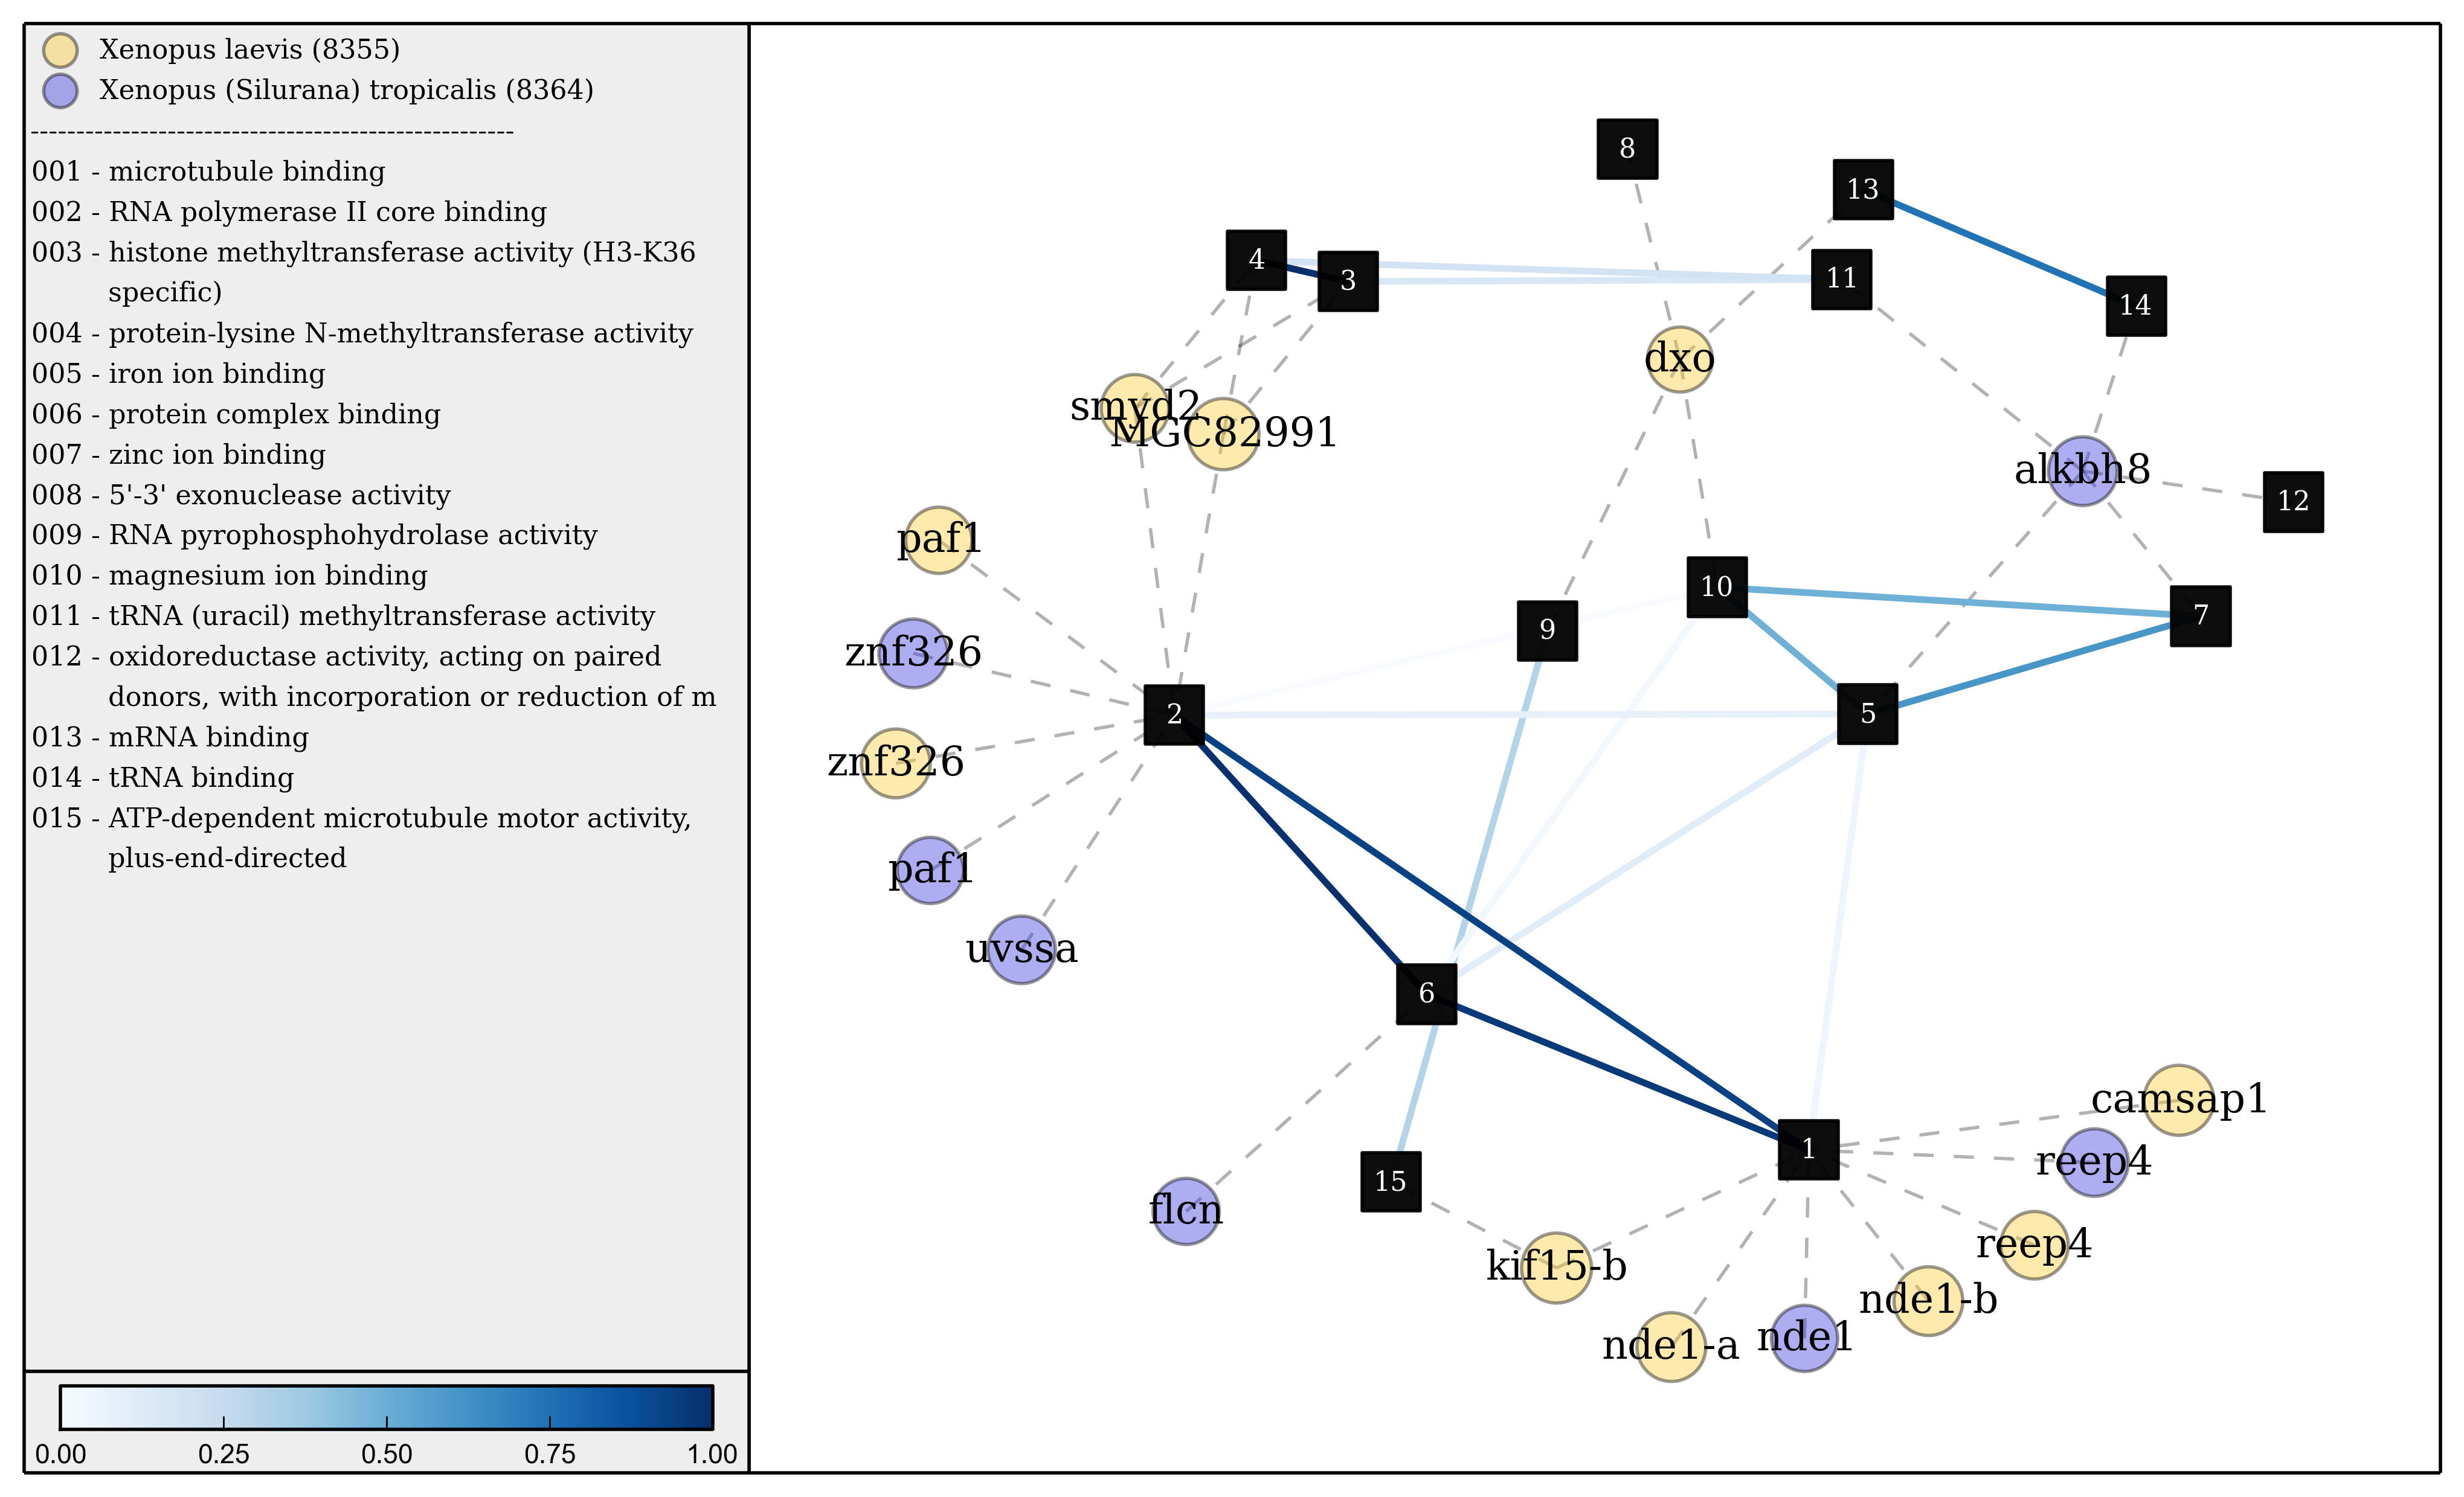 Xenopus laevis (8355)
Xenopus (Silurana) tropicalis (8364)
-----------------------------------------------------
001 - microtubule binding
002 - RNA polymerase II core binding
003 - histone methyltransferase activity (H3-K36
specific)
004 - protein-lysine N-methyltransferase activity
005 - iron ion binding
006 - protein complex binding
007 - zinc ion binding
008 - 5'-3' exonuclease activity
009 - RNA pyrophosphohydrolase activity
010 - magnesium ion binding
011 - tRNA (uracil) methyltransferase activity
012 - oxidoreductase activity, acting on paired
donors, with incorporation or reduction of m
013 - mRNA binding
014 - tRNA binding
015 - ATP-dependent microtubule motor activity,
plus-end-directed
0.00 0.25 0.50 0.75 1.00
8
13
4
3
11
14
dxo
smyd2
MGC82991
alkbh8
12
paf1
10
7
9
znf326
2
5
znf326
paf1
uvssa
6
camsap1
1
reep4
15
flcn
reep4
kif15-b
nde1-b
nde1
nde1-a